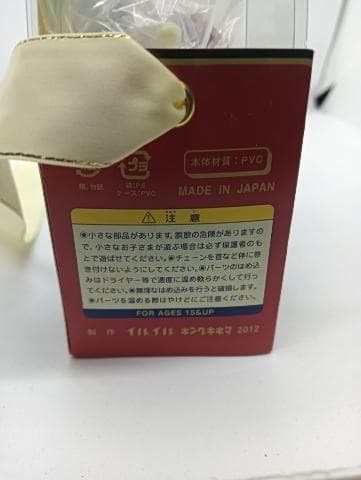 本体材質：PVC
プラ
箱、台紙
袋:P.E
ケース:PVC
MADE IN JAPAN
⚠注意
●小さな部品があります。誤飲の危険がありますの
で、小さなお子さまが遊ぶ場合は必ず保護者のも
とで遊ばせてください。●チェーンを首など体に巻
き付けないようにしてください。●パーツのはめ込
みはドライヤー等で適度に温め軟らかくして行っ
てください。●無理なはめ込みを行うと破損します。
●パーツを温める際はやけどにご注意ください。
FOR AGES 15&UP
制作 イルイル キンケキネマ 2012